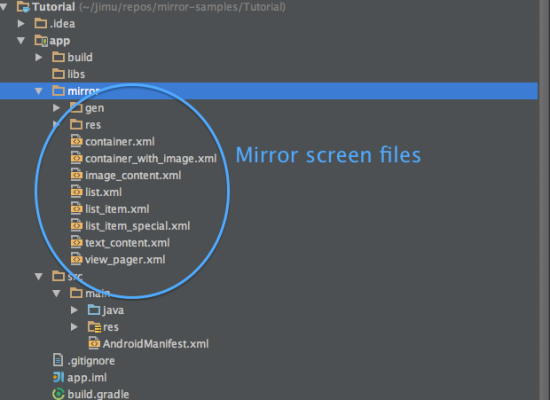 Tutorial (~/jimu/repos/mirror-samples/Tutorial)
.idea
app
build
libs
mirror
gen
res
container.xml
container_with_image.xml
Mirror screen files
image_content.xml
list.xml
list_item.xml
list_item_special.xml
text_content.xml
view_pager.xml
src
main
java
res
AndroidManifest.xml
.gitignore
app.iml
build.gradle